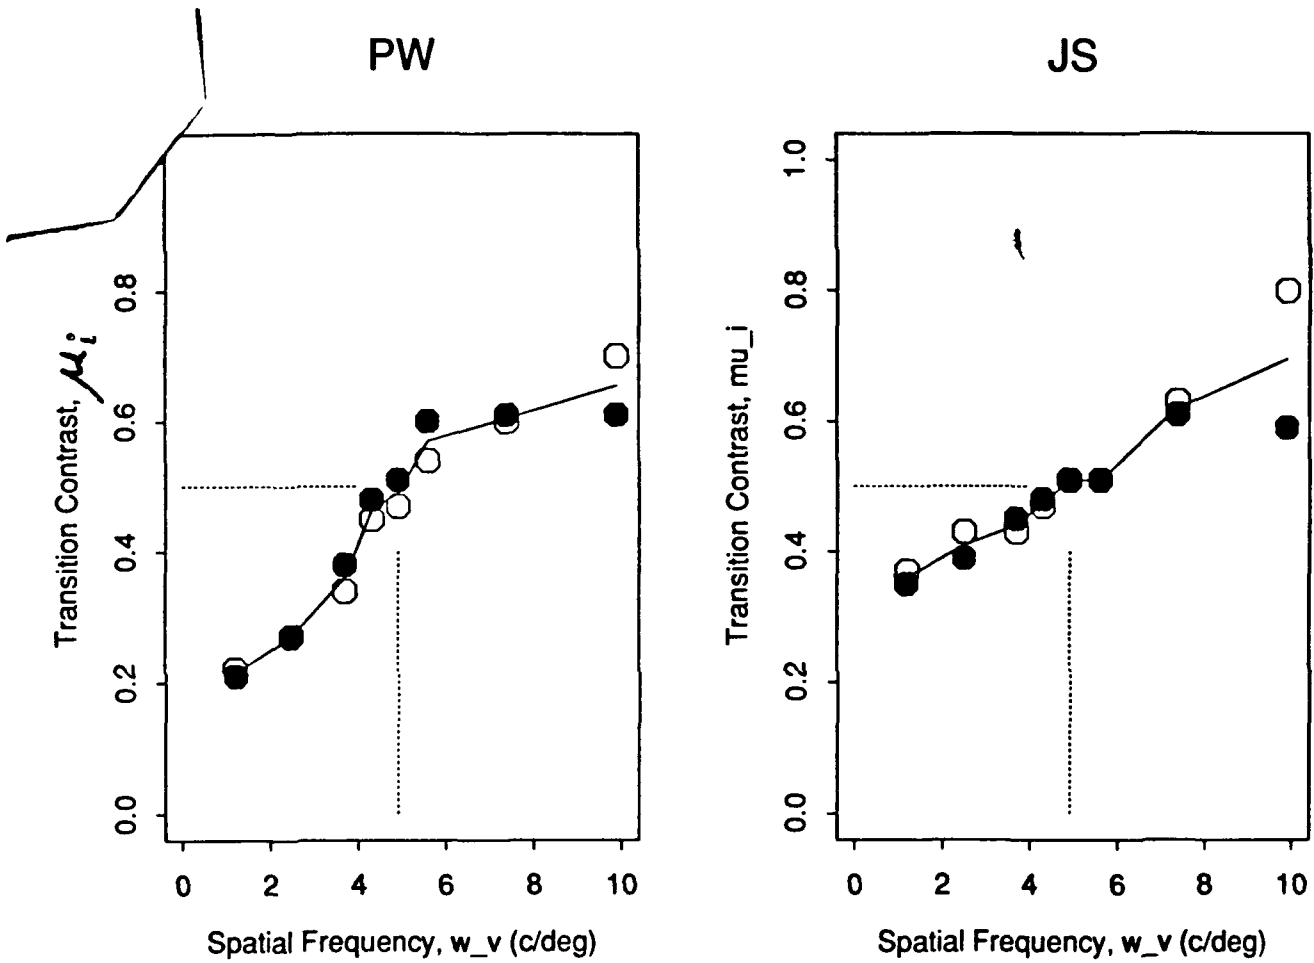 PW
JS
0.0
0.2
0.4
0.6
0.8
Transition Contrast, μi
0 2 4 6 8 10
Spatial Frequency, w_v (c/deg)
0.0
0.2
0.4
0.6
0.8
1.0
Transition Contrast, mu_i
0 2 4 6 8 10
Spatial Frequency, w_v (c/deg)